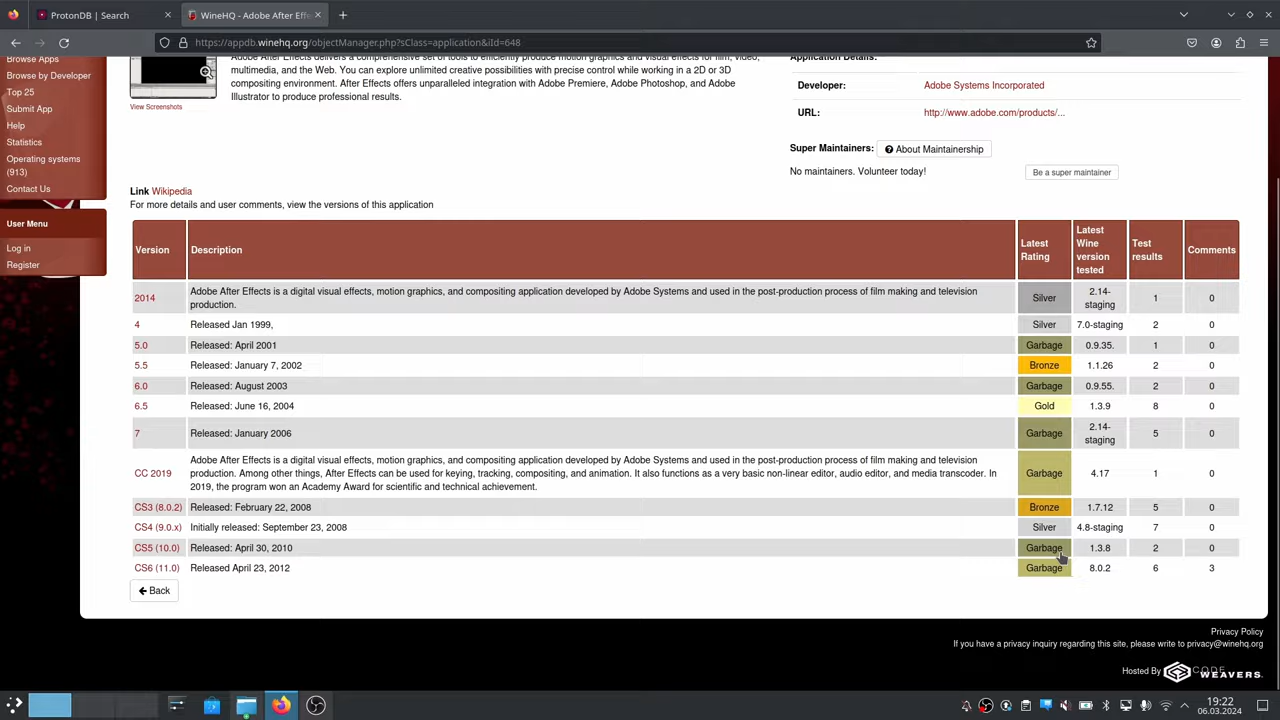 ProtonDB | Search
WineHQ - Adobe After Eff
https://appdb.winehq.org/objectManager.php?sClass=application&iId=648
Browse Apps
Browse by Developer
Top 25
Submit App
Help
Statistics
Operating systems
(913)
Contact Us
User Menu
Log in
Register
View Screenshots
Adobe After Effects delivers a comprehensive set of tools to efficiently produce motion graphics and visual effects for film, video,
multimedia, and the Web. You can explore unlimited creative possibilities with precise control while working in a 2D or 3D
compositing environment. After Effects offers unparalleled integration with Adobe Premiere, Adobe Photoshop, and Adobe
Illustrator to produce professional results.
Application Details:
Developer: Adobe Systems Incorporated
URL: http://www.adobe.com/products/...
Super Maintainers: About Maintainership
No maintainers. Volunteer today! Be a super maintainer
Link Wikipedia
For more details and user comments, view the versions of this application
Version Description Latest Rating Latest Wine version tested Test results Comments
2014 Adobe After Effects is a digital visual effects, motion graphics, and compositing application developed by Adobe Systems and used in the post-production process of film making and television
production. Silver 2.14-staging 1 0
4 Released Jan 1999, Silver 7.0-staging 2 0
5.0 Released: April 2001 Garbage 0.9.35. 1 0
5.5 Released: January 7, 2002 Bronze 1.1.26 2 0
6.0 Released: August 2003 Garbage 0.9.55. 2 0
6.5 Released: June 16, 2004 Gold 1.3.9 8 0
7 Released: January 2006 Garbage 2.14-staging 5 0
CC 2019 Adobe After Effects is a digital visual effects, motion graphics, and compositing application developed by Adobe Systems and used in the post-production process of film making and television
production. Among other things, After Effects can be used for keying, tracking, compositing, and animation. It also functions as a very basic non-linear editor, audio editor, and media transcoder. In
2019, the program won an Academy Award for scientific and technical achievement. Garbage 4.17 1 0
CS3 (8.0.2) Released: February 22, 2008 Bronze 1.7.12 5 0
CS4 (9.0.x) Initially released: September 23, 2008 Silver 4.8-staging 7 0
CS5 (10.0) Released: April 30, 2010 Garbage 1.3.8 2 0
CS6 (11.0) Released April 23, 2012 Garbage 8.0.2 6 3
Back
Privacy Policy
If you have a privacy inquiry regarding this site, please write to privacy@winehq.org
Hosted By CODE WEAVERS
19:22
06.03.2024